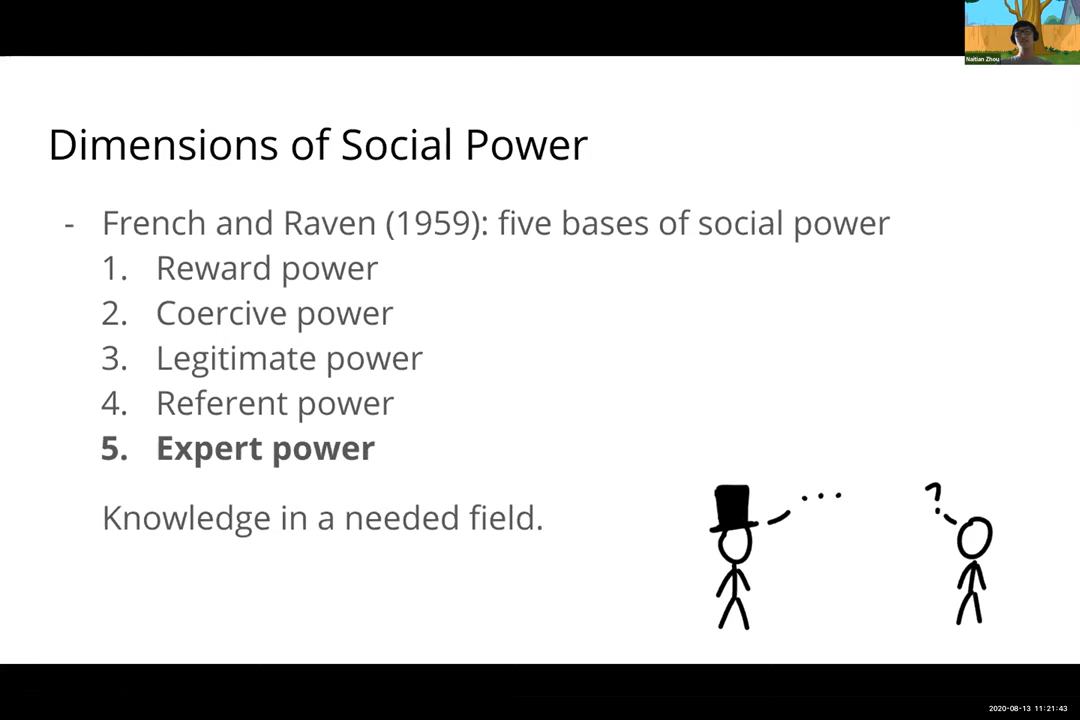 Naitian Zhou
Dimensions of Social Power
- French and Raven (1959): five bases of social power
1. Reward power
2. Coercive power
3. Legitimate power
4. Referent power
5. Expert power
Knowledge in a needed field.
...
?
2020-08-13 11:21:43